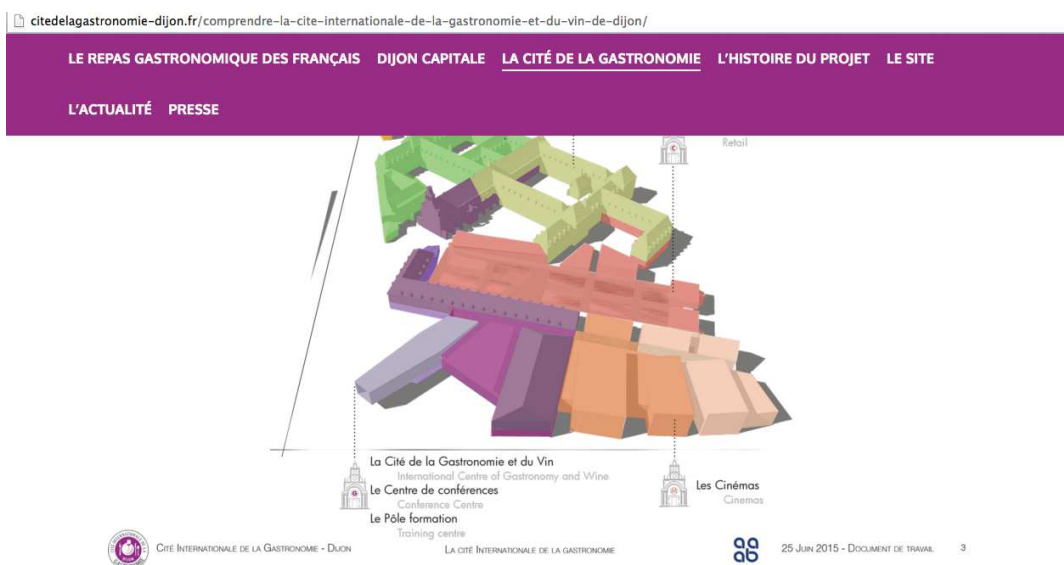 citedelagastronomie-dijon.fr/comprendre-la-cite-internationale-de-la-gastronomie-et-du-vin-de-dijon/
LE REPAS GASTRONOMIQUE DES FRANÇAIS DIJON CAPITALE LA CITÉ DE LA GASTRONOMIE L'HISTOIRE DU PROJET LE SITE
L'ACTUALITÉ PRESSE
C
Retail
La Cité de la Gastronomie et du Vin
International Centre of Gastronomy and Wine
G
Le Centre de conférences
Conference Centre
Le Pôle formation
Training centre
Les Cinémas
Cinemas
CITÉ INTERNATIONALE DE LA GASTRONOMIE - DIJON
LA CITÉ INTERNATIONALE DE LA GASTRONOMIE
25 JUIN 2015 - DOCUMENT DE TRAVAIL
3